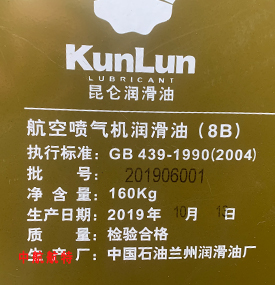 KunLun
LUBRICANT
昆仑润滑油
航空喷气机润滑油（8B）
执行标准：GB 439-1990(2004)
批 号： 201906001
净 含 量：160Kg
生产日期：2019年 10月 13日
质 量：检验合格
生 产 厂：中国石油兰州润滑油厂